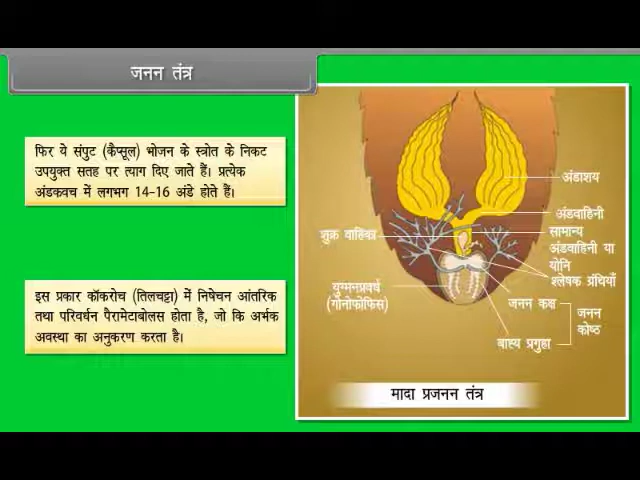 जनन तंत्र
फिर ये संपुट (कैप्सूल) भोजन के स्त्रोत के निकट
उपयुक्त सतह पर त्याग दिए जाते हैं। प्रत्येक
अंडकवच में लगभग 14-16 अंडे होते हैं।
इस प्रकार कॉकरोच (तिलचट्टा) में निषेचन आंतरिक
तथा परिवर्धन पैरामेटाबोलस होता है, जो कि अर्भक
अवस्था का अनुकरण करता है।
अंडाशय
अंडवाहिनी
शुक्र वाहिका
सामान्य
अंडवाहिनी या
योनि
श्लेषक ग्रंथियाँ
युग्मनप्रवर्ध
(गोनोफोफिस)
जनन कक्ष
जनन
कोष्ठ
बाह्य प्रगुहा
मादा प्रजनन तंत्र